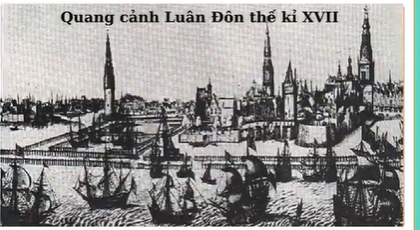 Quang cảnh Luân Đôn thế kỉ XVII